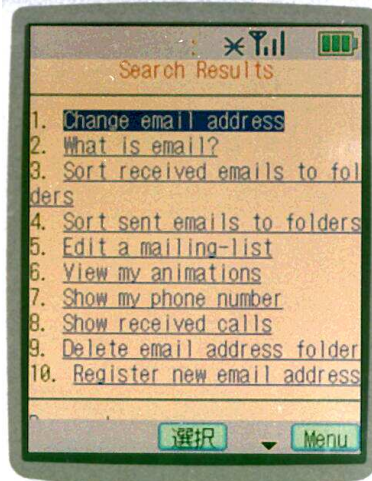 Search Results
1. Change email address
2. What is email?
3. Sort received emails to fol
ders
4. Sort sent emails to folders
5. Edit a mailing-list
6. View my animations
7. Show my phone number
8. Show received calls
9. Delete email address folder
10. Register new email address
選択
Menu